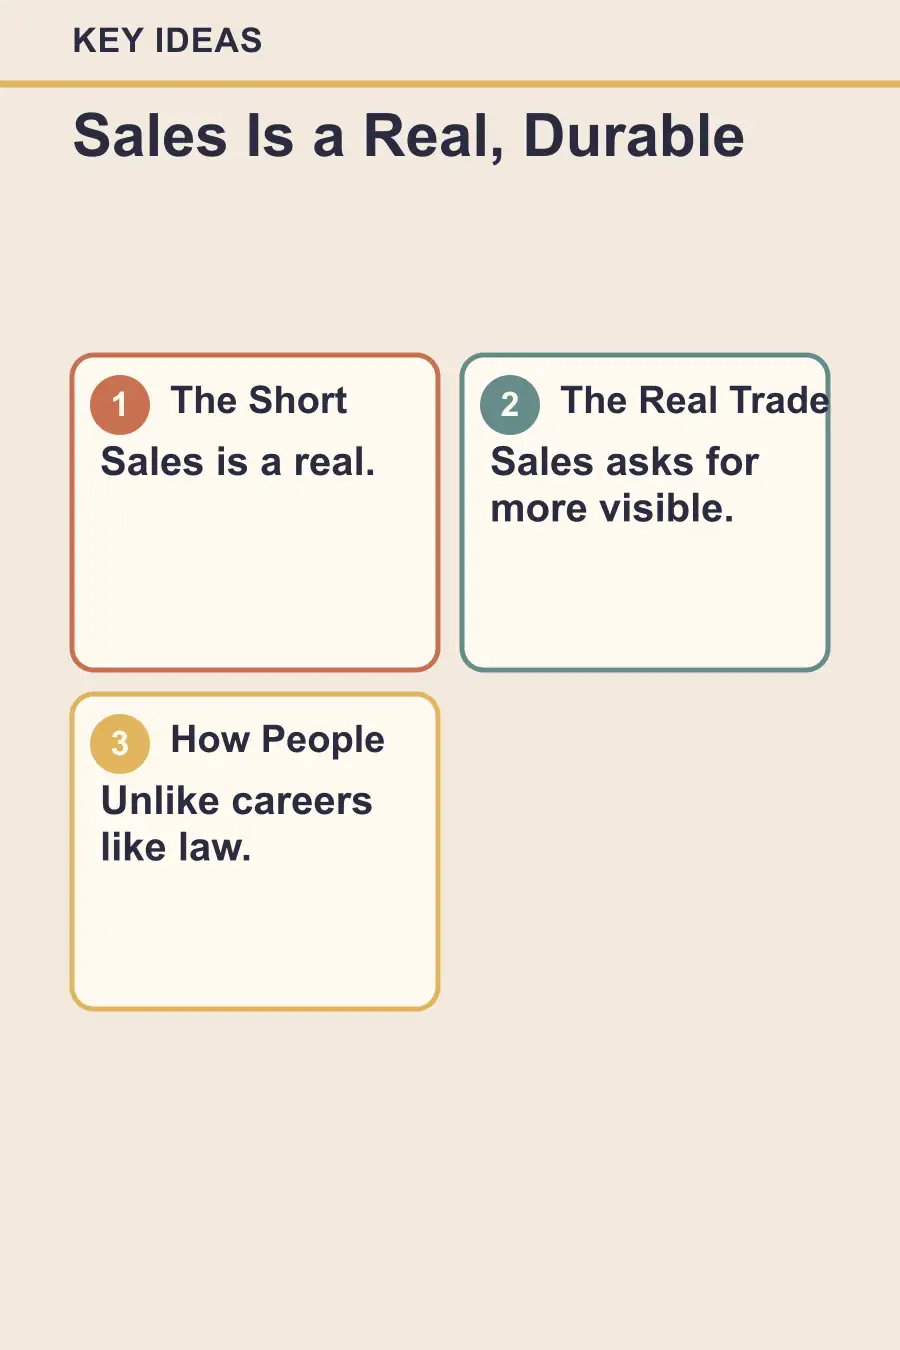 KEY IDEAS
Sales Is a Real, Durable
1 The Short
Sales is a real.
2 The Real Trade
Sales asks for
more visible.
3 How People
Unlike careers
like law.